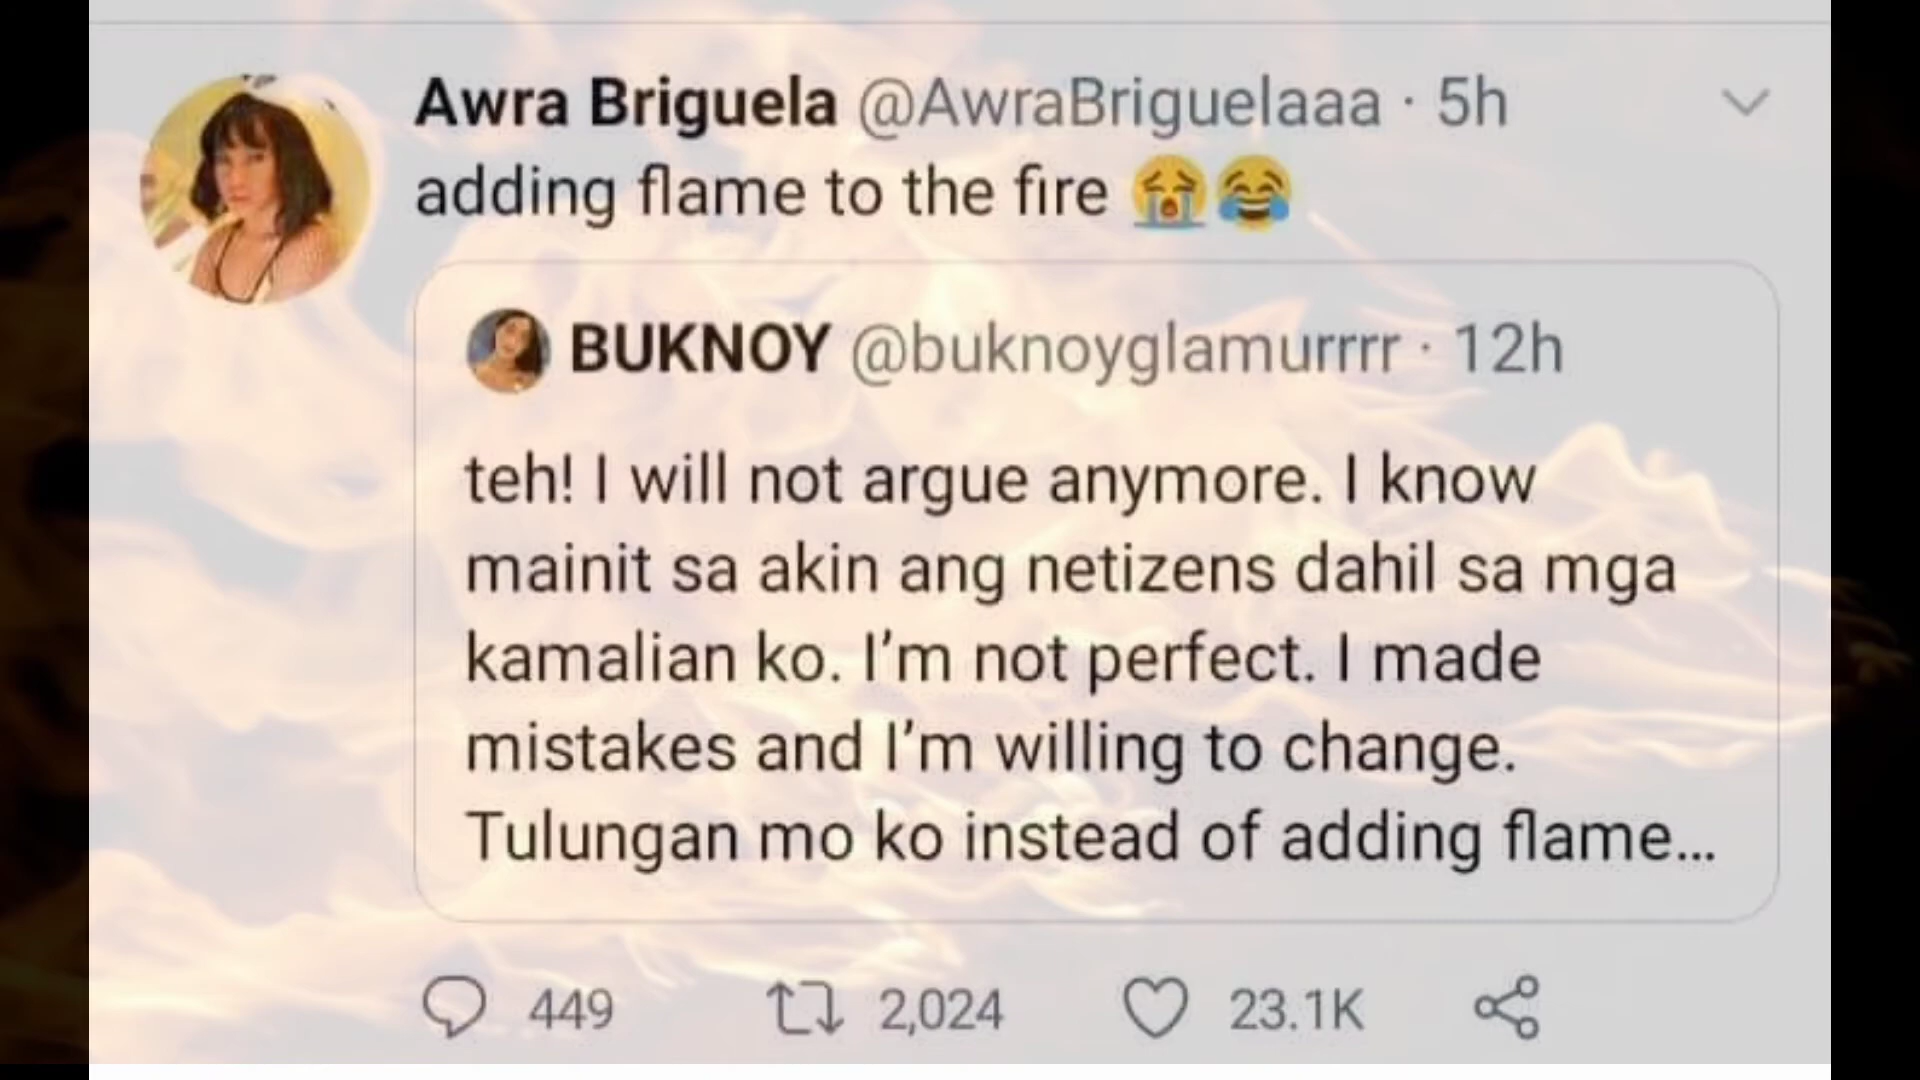 Awra Briguela @AwraBriguelaaa · 5h
adding flame to the fire 😭😂
BUKNOY @buknoyglamurrrr · 12h
teh! I will not argue anymore. I know
mainit sa akin ang netizens dahil sa mga
kamalian ko. I'm not perfect. I made
mistakes and I'm willing to change.
Tulungan mo ko instead of adding flame...
449 2,024 23.1K